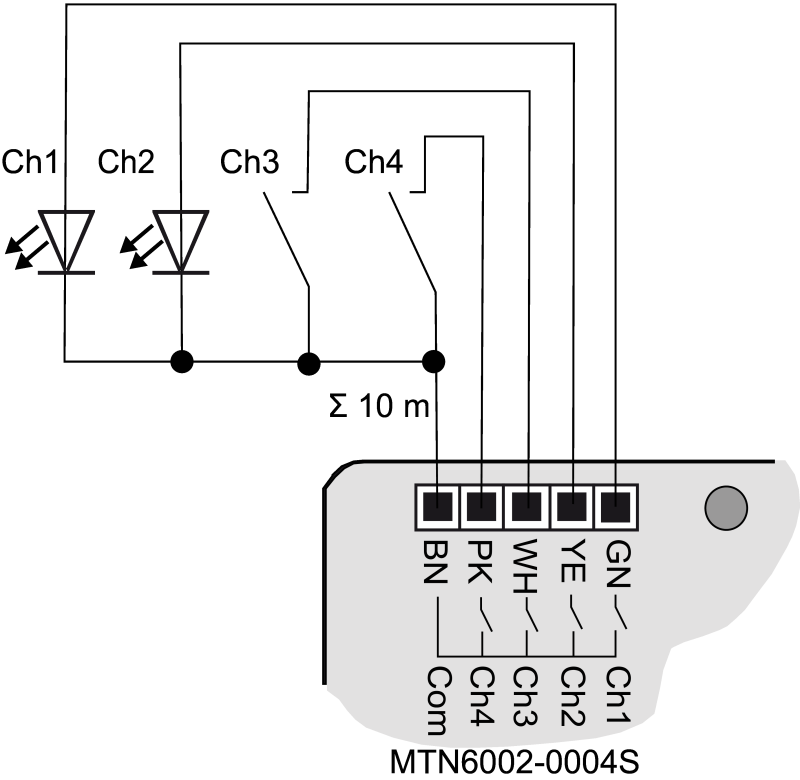 Ch1 Ch2 Ch3 Ch4
Σ 10 m
BN PK WH YE GN
Com Ch4 Ch3 Ch2 Ch1
MTN6002-0004S